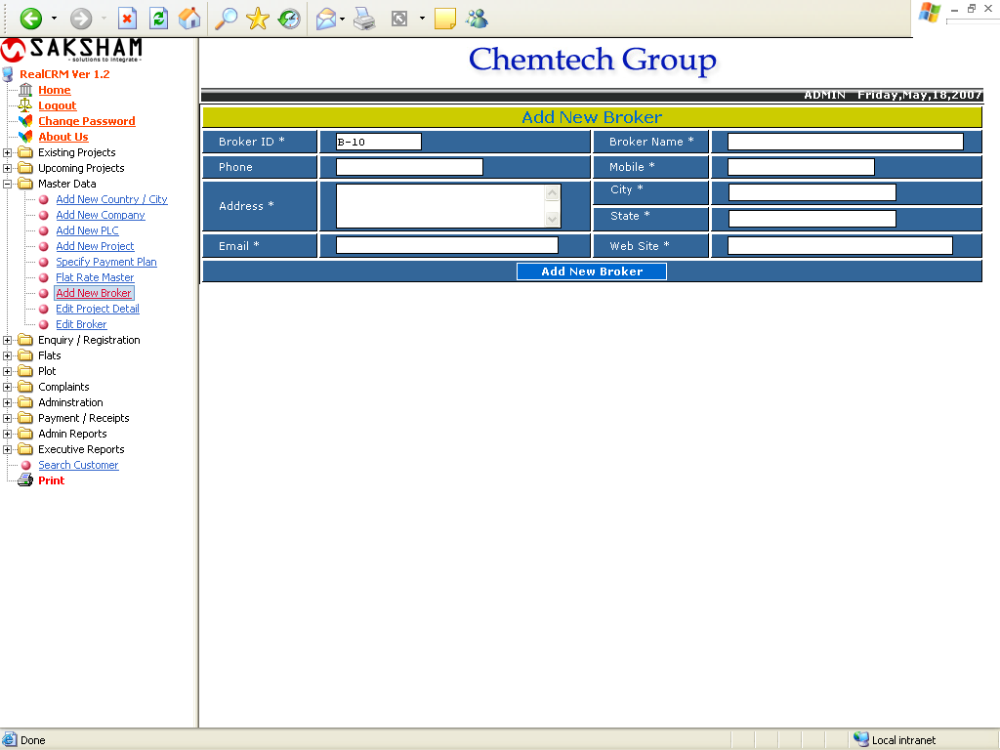 SAKSHAM
- solutions to integrate -
RealCRM Ver 1.2
Home
Logout
Change Password
About Us
Existing Projects
Upcoming Projects
Master Data
Add New Country / City
Add New Company
Add New PLC
Add New Project
Specify Payment Plan
Flat Rate Master
Add New Broker
Edit Project Detail
Edit Broker
Enquiry / Registration
Flats
Plot
Complaints
Adminstration
Payment / Receipts
Admin Reports
Executive Reports
Search Customer
Print
Chemtech Group
ADMIN Friday,May,18,2007
Add New Broker
Broker ID * B-10 Broker Name *
Phone Mobile *
Address * City *
State *
Email * Web Site *
Add New Broker
Done Local intranet